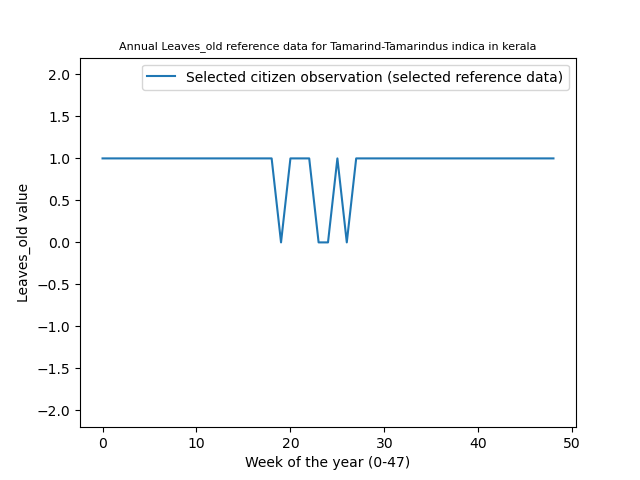 Annual Leaves_old reference data for Tamarind-Tamarindus indica in kerala
Selected citizen observation (selected reference data)
2.0
1.5
1.0
0.5
0.0
−0.5
−1.0
−1.5
−2.0
Leaves_old value
0 10 20 30 40 50
Week of the year (0-47)